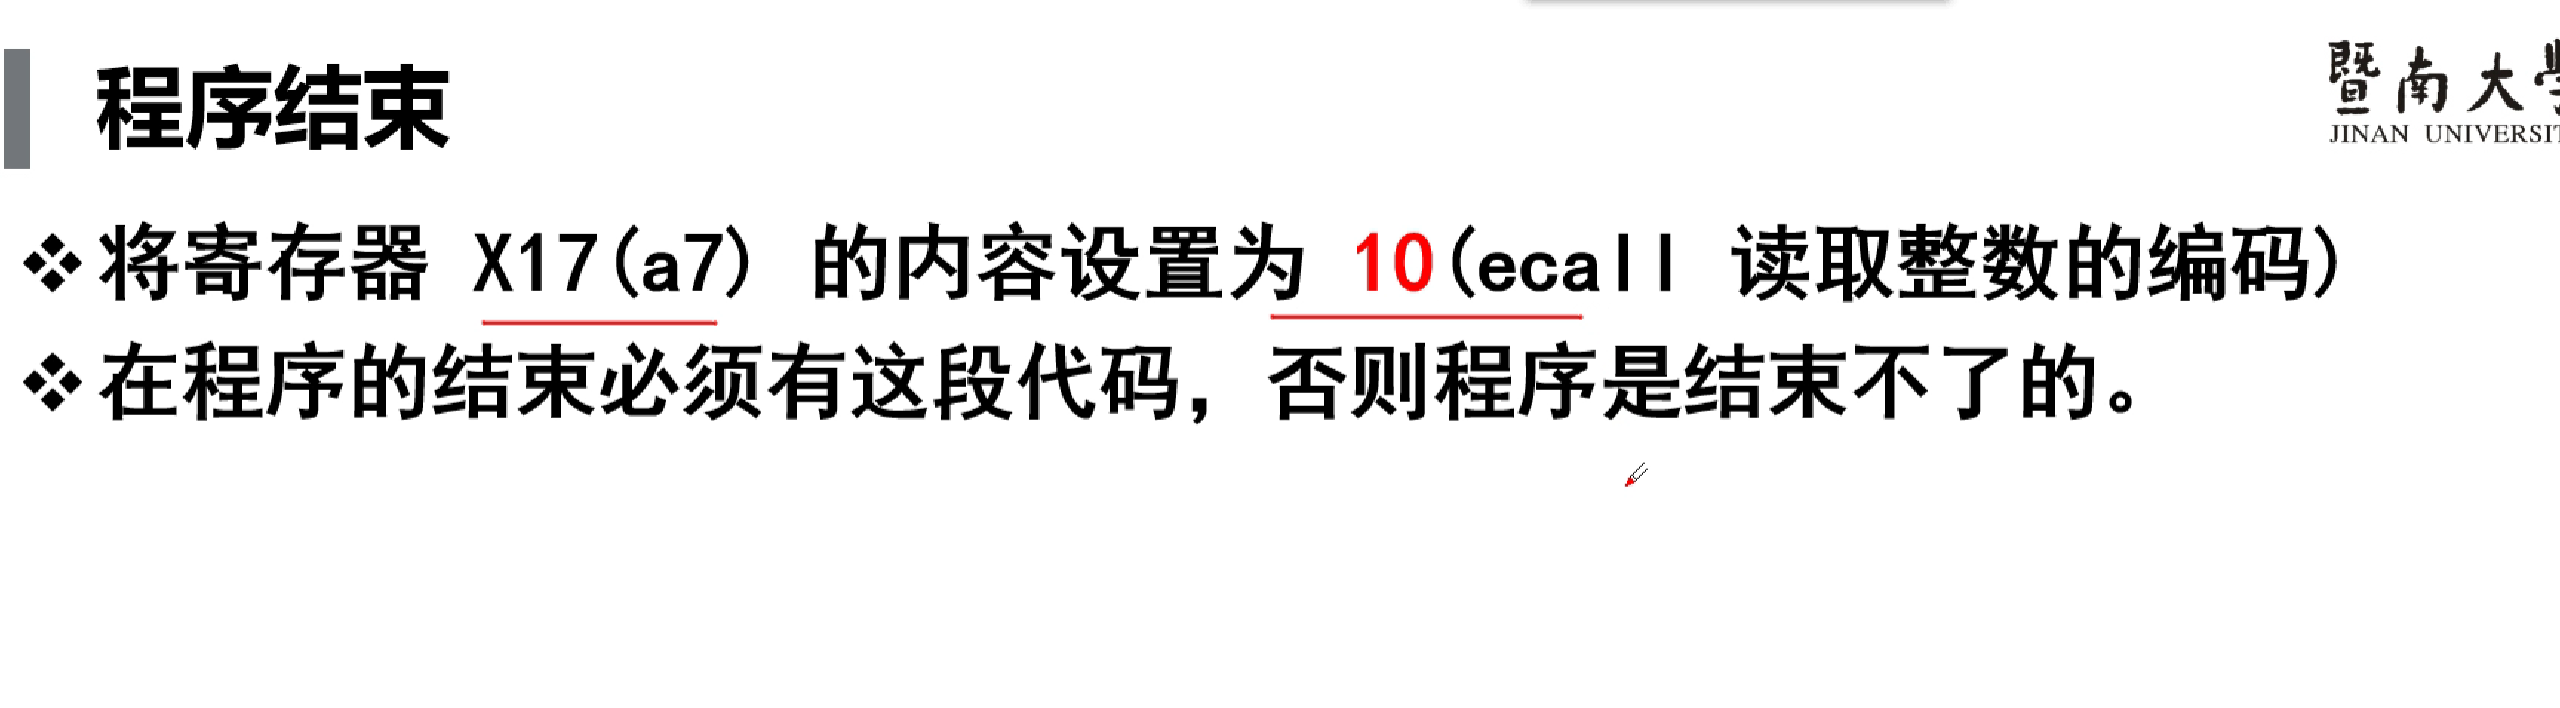 程序结束
暨南大
JINAN UNIVERSIT
❖将寄存器 X17(a7) 的内容设置为 10(ecall 读取整数的编码)
❖在程序的结束必须有这段代码，否则程序是结束不了的。